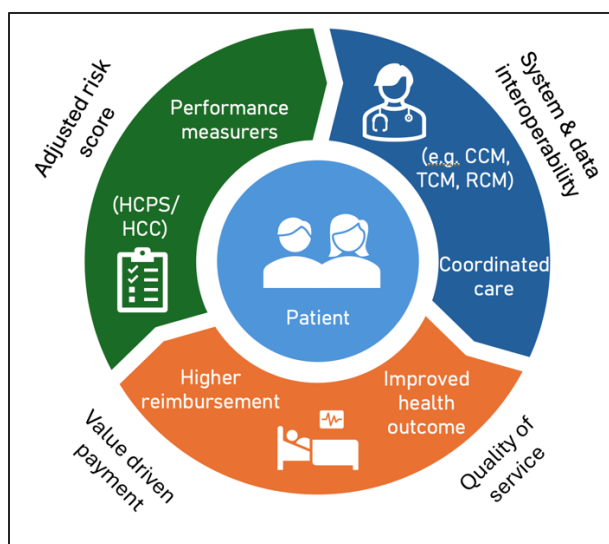 Adjusted risk
score
Performance
measurers
(HCPS/
HCC)
System & data
interoperability
(e.g. CCM,
TCM, RCM)
Coordinated
care
Patient
Higher
reimbursement
Improved
health
outcome
Value driven
payment
Quality of
service